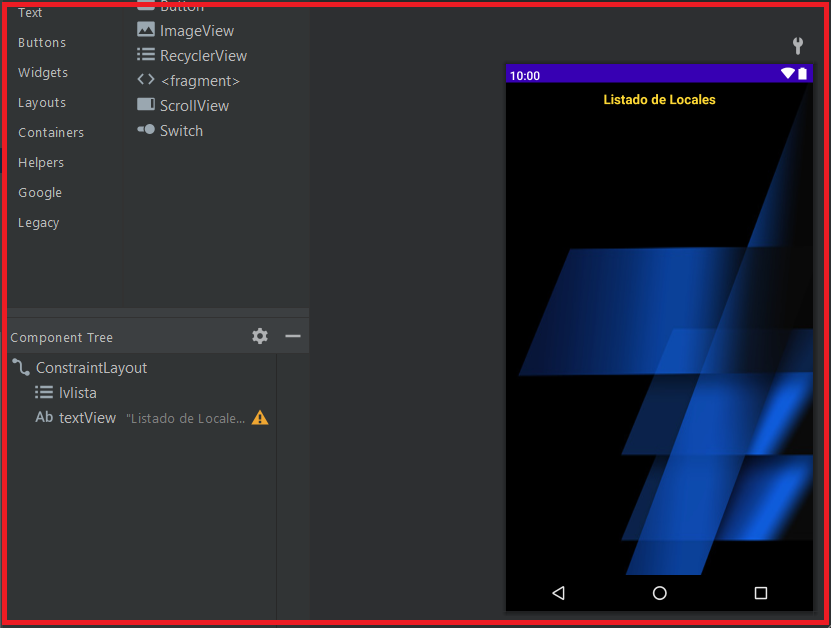 Text
Buttons
Widgets
Layouts
Containers
Helpers
Google
Legacy
Button
ImageView
RecyclerView
<fragment>
ScrollView
Switch
Component Tree
ConstraintLayout
lvlista
Ab textView "Listado de Locale...
10:00
Listado de Locales